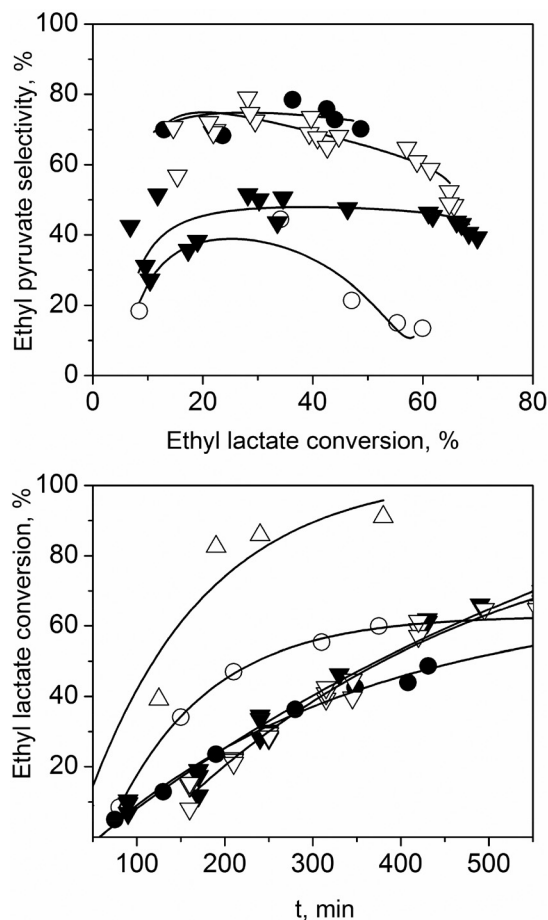 Ethyl pyruvate selectivity, %
100
80
60
40
20
0
0 20 40 60 80
Ethyl lactate conversion, %
Ethyl lactate conversion, %
100
80
60
40
20
100 200 300 400 500
t, min